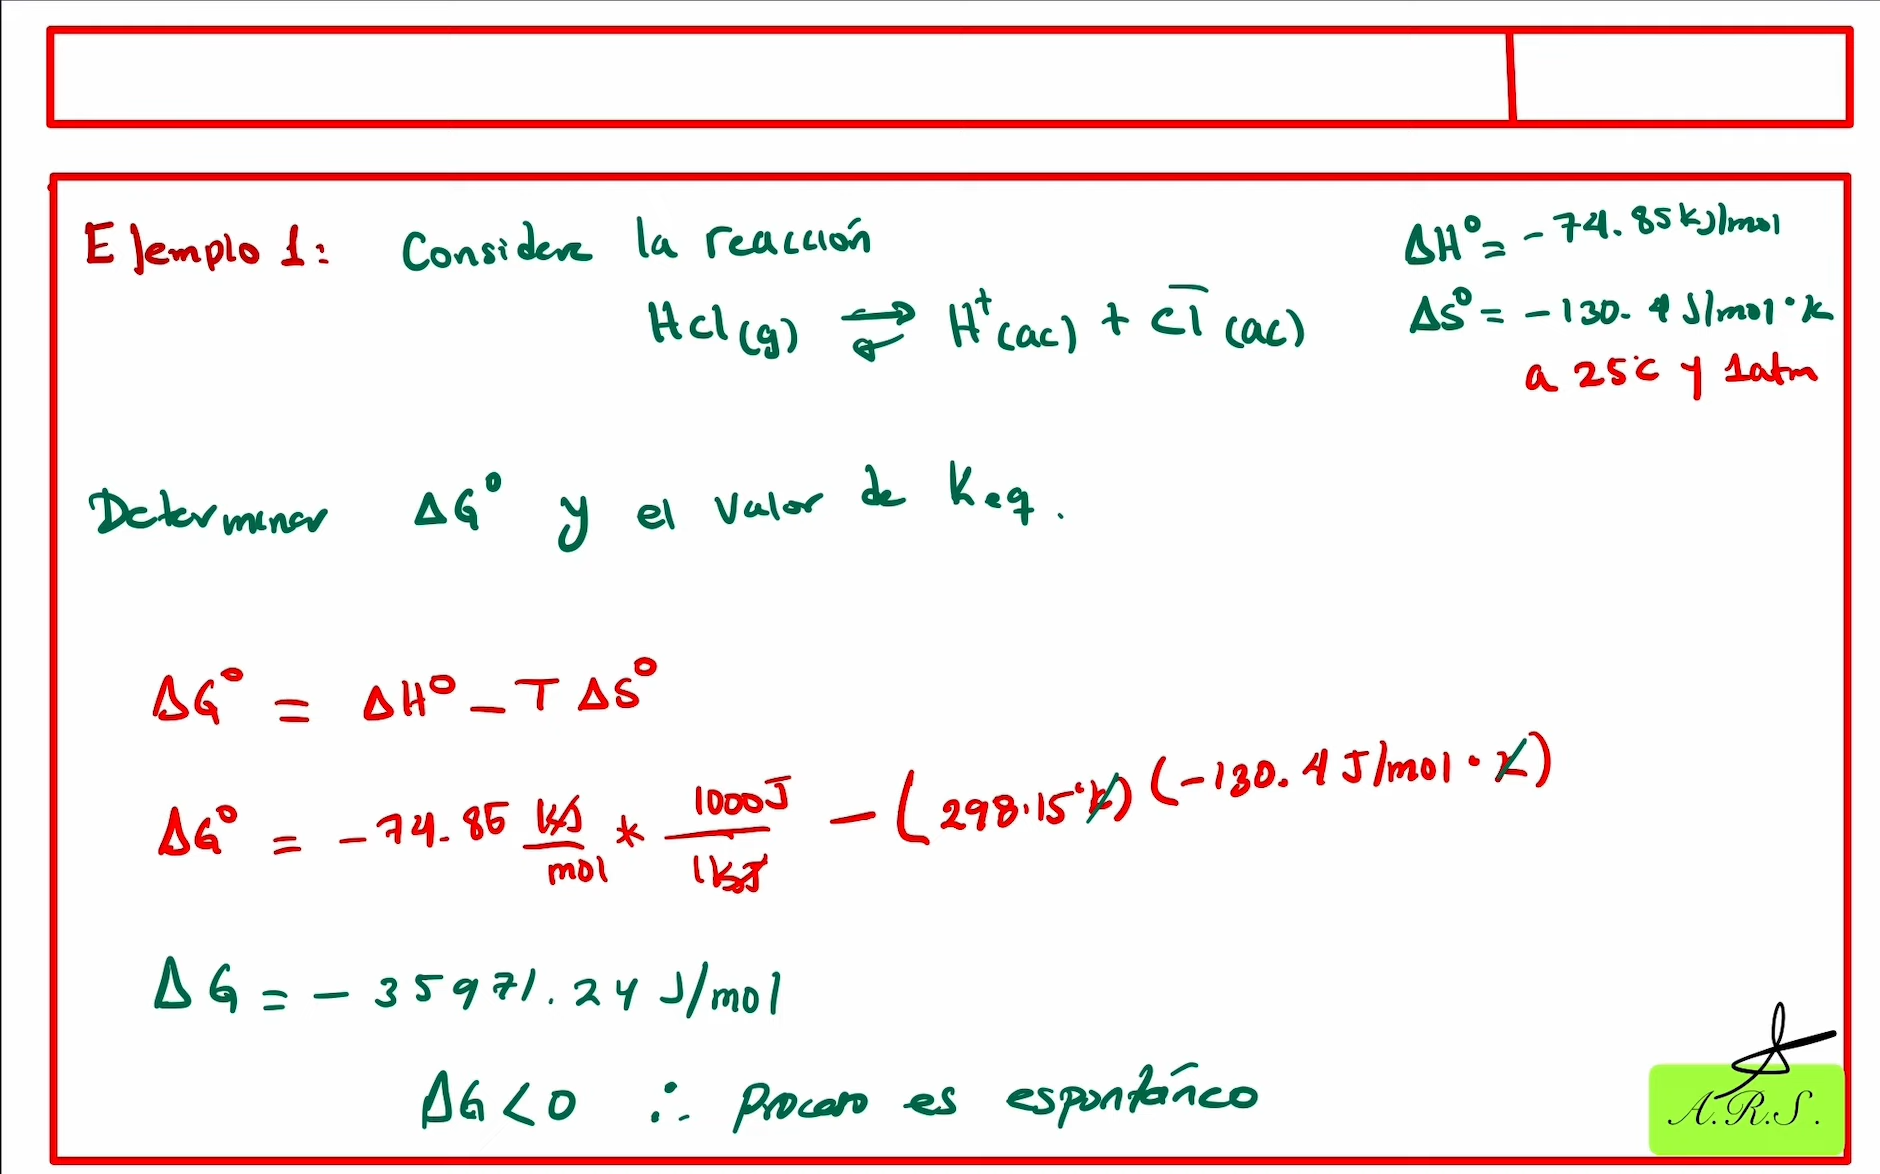 Ejemplo 1: Considere la reacción
ΔH° = -74.85 kJ/mol
HCl(g) ⇌ H⁺(ac) + Cl⁻(ac)
ΔS° = -130.4 J/mol·k
a 25°C y 1atm
Determinar ΔG° y el valor de Keq.
ΔG° = ΔH° - T ΔS°
ΔG° = -74.85 kJ/mol * 1000J/1kJ - (298.15°k)(-130.4 J/mol·k)
ΔG = -35971.24 J/mol
ΔG < 0 ∴ proceso es espontáneo
A.R.S.